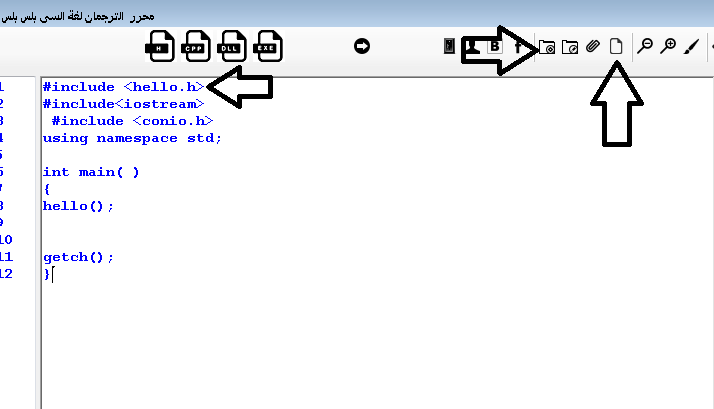 محرر الترجمان لغة السي بلس بلس
H CPP DLL EXE B f
1 #include <hello.h>
2 #include<iostream>
3 #include <conio.h>
4 using namespace std;
5
6 int main( )
7 {
8 hello();
9
10
11 getch();
12 }